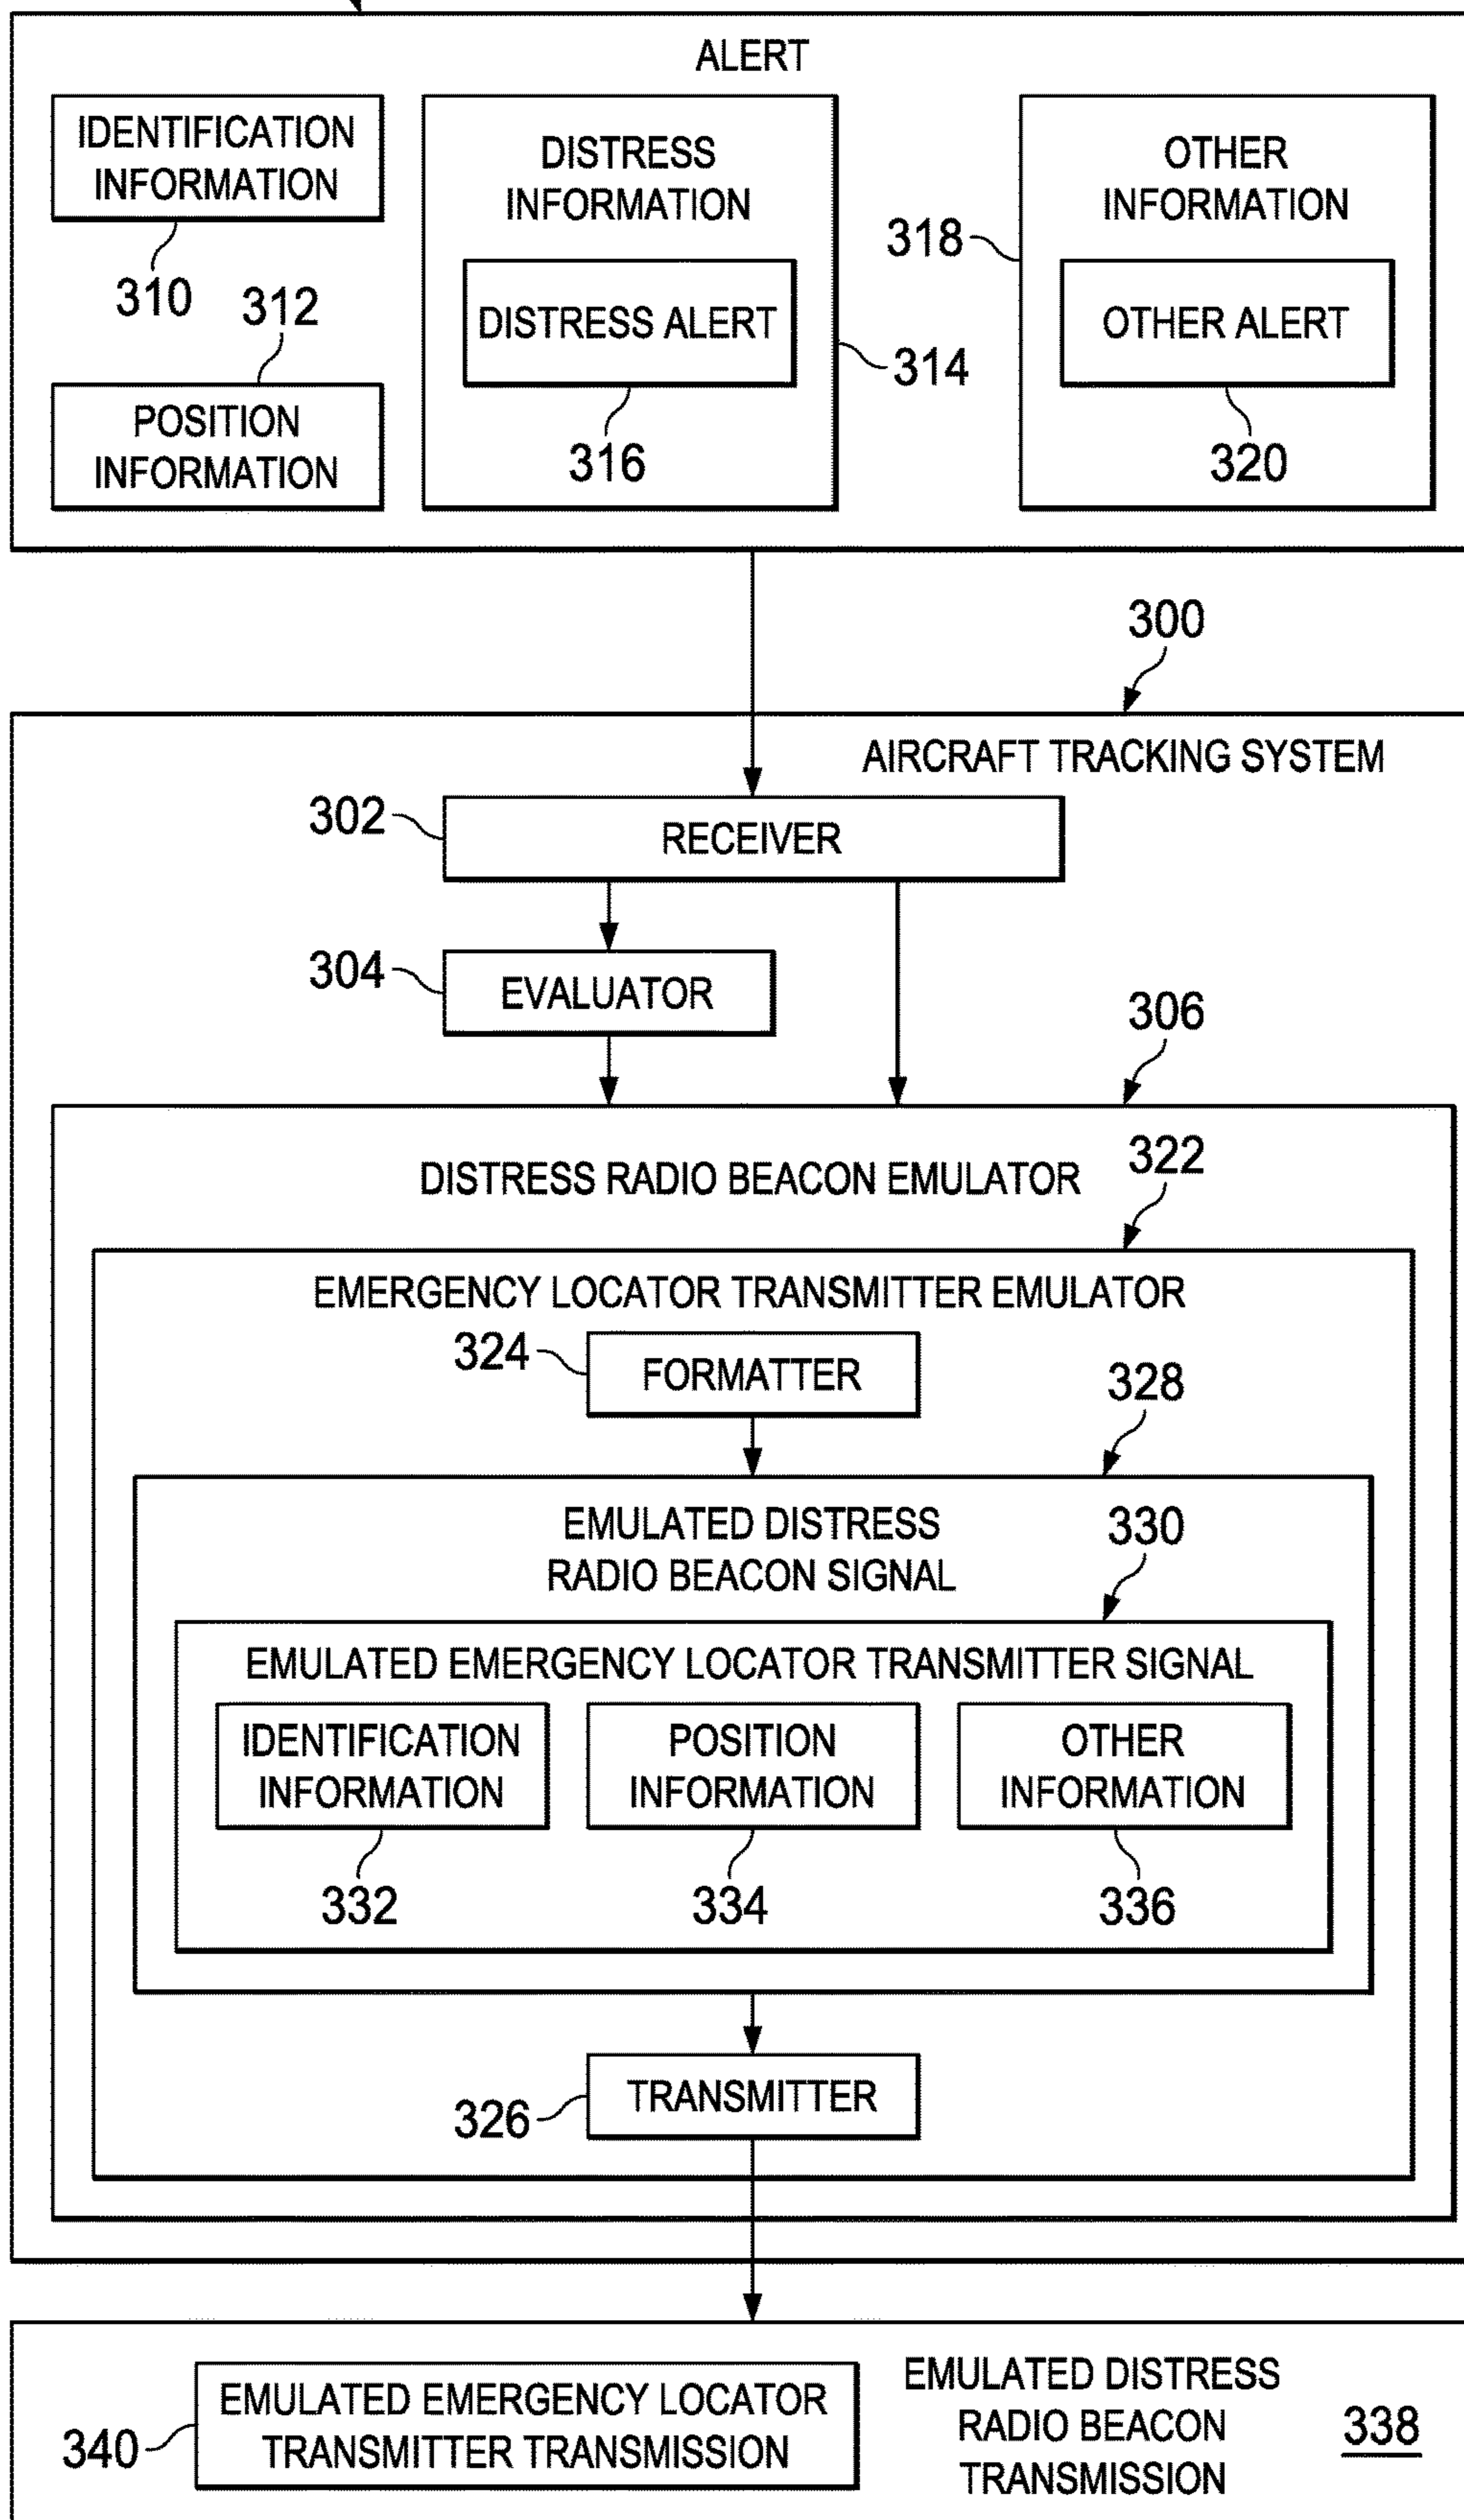 ALERT
IDENTIFICATION
INFORMATION
310
312
POSITION
INFORMATION
DISTRESS
INFORMATION
DISTRESS ALERT
316
314
OTHER
INFORMATION
318
OTHER ALERT
320
300
AIRCRAFT TRACKING SYSTEM
302
RECEIVER
304
EVALUATOR
306
DISTRESS RADIO BEACON EMULATOR
322
EMERGENCY LOCATOR TRANSMITTER EMULATOR
324
FORMATTER
328
EMULATED DISTRESS
RADIO BEACON SIGNAL
330
EMULATED EMERGENCY LOCATOR TRANSMITTER SIGNAL
IDENTIFICATION
INFORMATION
332
POSITION
INFORMATION
334
OTHER
INFORMATION
336
TRANSMITTER
326
EMULATED EMERGENCY LOCATOR
TRANSMITTER TRANSMISSION
340
EMULATED DISTRESS
RADIO BEACON
TRANSMISSION
338